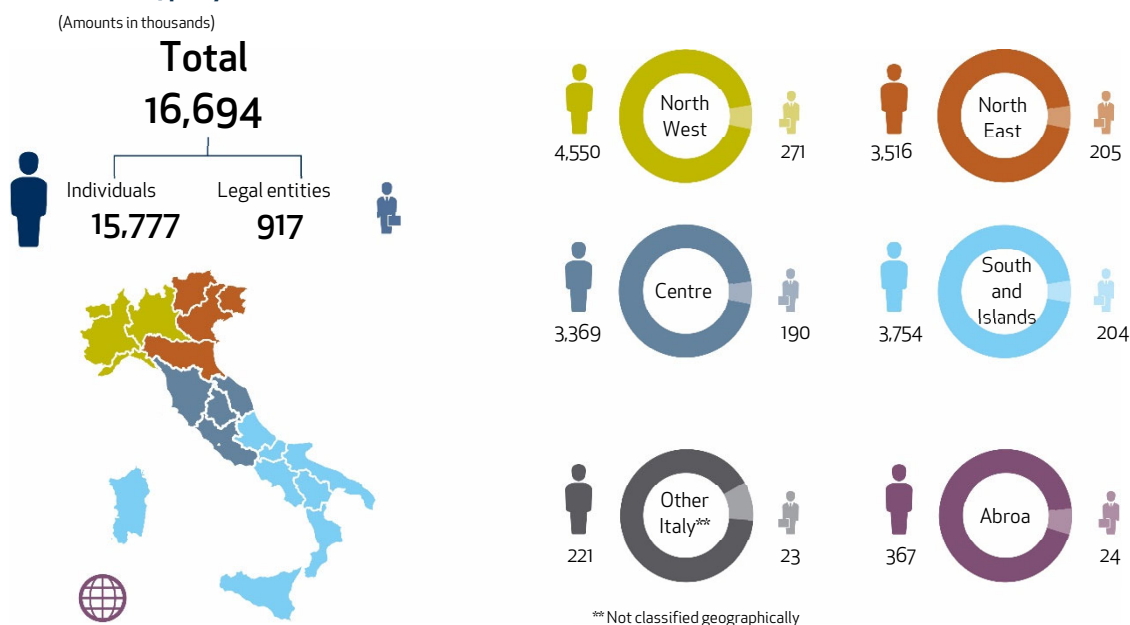 (Amounts in thousands)
Total
16,694
Individuals
15,777
Legal entities
917
North
West
4,550
271
North
East
3,516
205
Centre
3,369
190
South
and
Islands
3,754
204
Other
Italy**
221
23
Abroa
367
24
** Not classified geographically